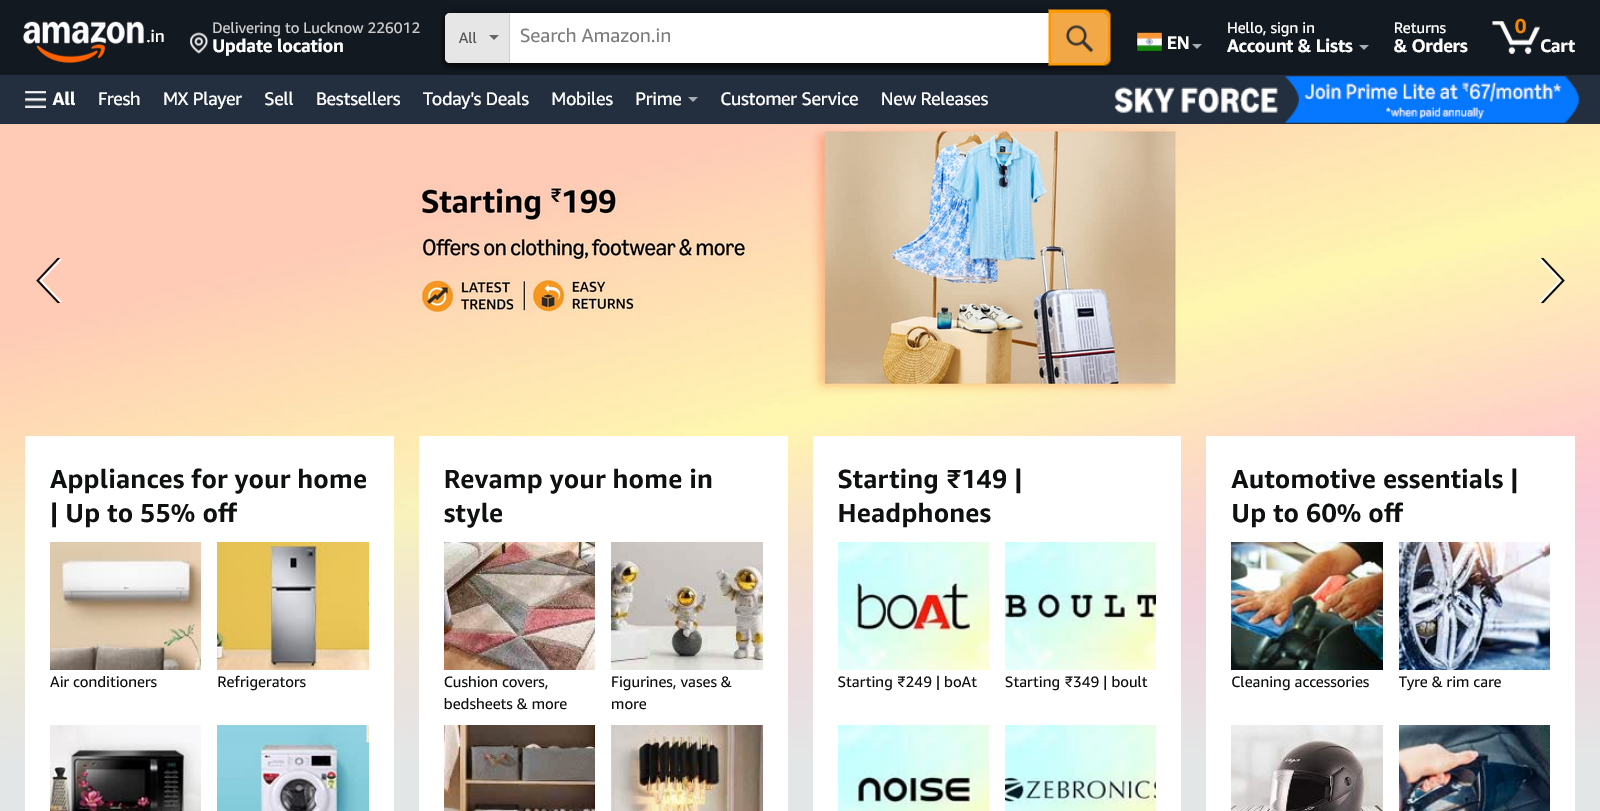 amazon.in
Delivering to Lucknow 226012
Update location
All
Search Amazon.in
EN
Hello, sign in
Account & Lists
Returns
& Orders
0
Cart
All
Fresh
MX Player
Sell
Bestsellers
Today's Deals
Mobiles
Prime
Customer Service
New Releases
SKY FORCE
Join Prime Lite at ₹67/month*
*when paid annually
Starting ₹199
Offers on clothing, footwear & more
LATEST
TRENDS
EASY
RETURNS
Appliances for your home
| Up to 55% off
Air conditioners
Refrigerators
Revamp your home in
style
Cushion covers,
bedsheets & more
Figurines, vases &
more
Starting ₹149 |
Headphones
boAt
BOULT
Starting ₹249 | boAt
Starting ₹349 | boult
noise
ZEBRONICS
Automotive essentials |
Up to 60% off
Cleaning accessories
Tyre & rim care